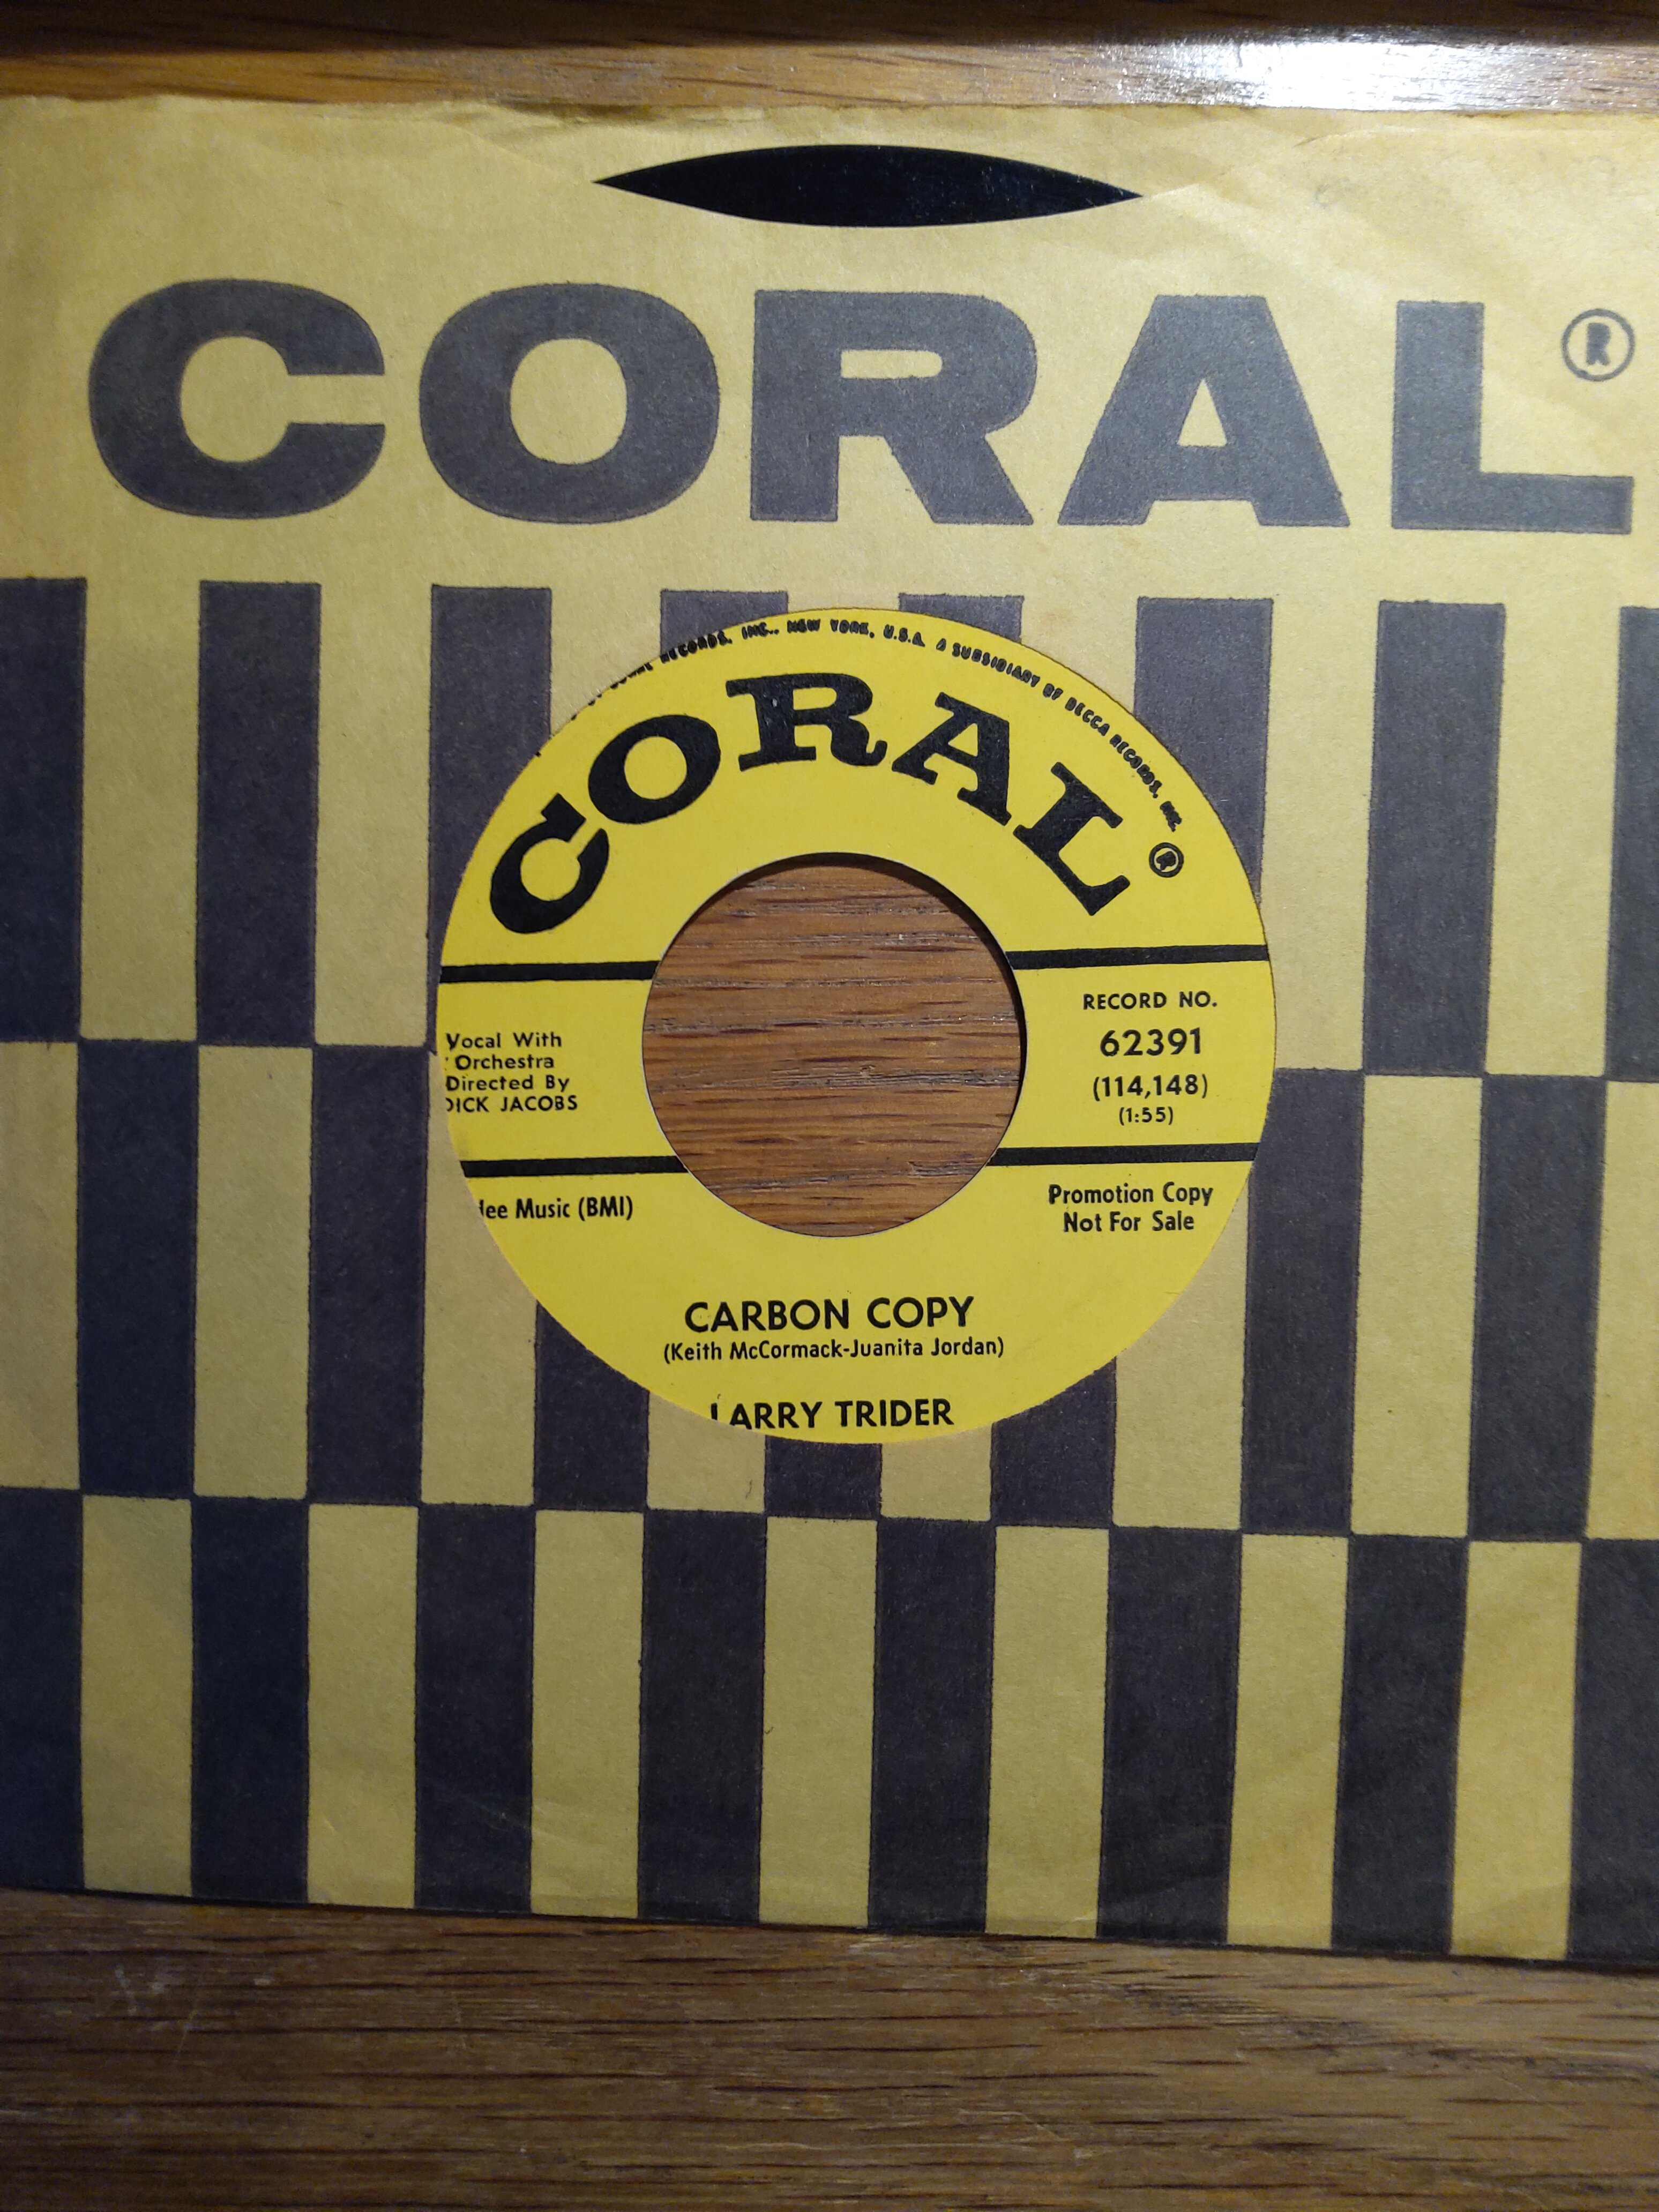 CORAL®
RECORDS, INC., NEW YORK, U.S.A. A SUBSIDIARY OF DECCA RECORDS, INC.
CORAL®
Vocal With
Orchestra
Directed By
DICK JACOBS
RECORD NO.
62391
(114,148)
(1:55)
Music (BMI)
Promotion Copy
Not For Sale
CARBON COPY
(Keith McCormack-Juanita Jordan)
LARRY TRIDER